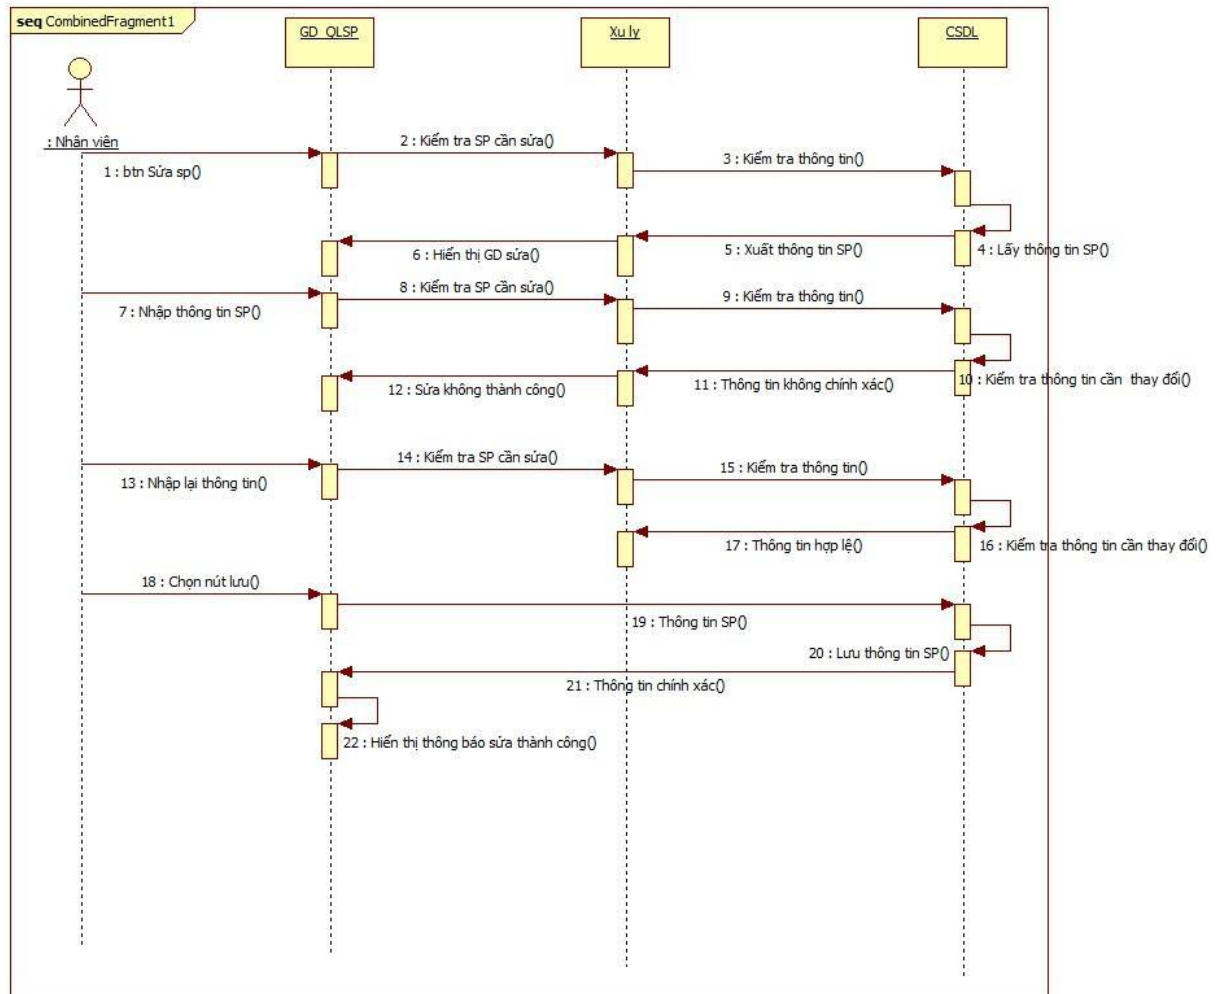 seq CombinedFragment1
GD_QLSP
Xu ly
CSDL
: Nhân viên
1 : btn Sửa sp()
2 : Kiểm tra SP cần sửa()
3 : Kiểm tra thông tin()
4 : Lấy thông tin SP()
5 : Xuất thông tin SP()
6 : Hiển thị GD sửa()
7 : Nhập thông tin SP()
8 : Kiểm tra SP cần sửa()
9 : Kiểm tra thông tin()
10 : Kiểm tra thông tin cần  thay đổi()
11 : Thông tin không chính xác()
12 : Sửa không thành công()
13 : Nhập lại thông tin()
14 : Kiểm tra SP cần sửa()
15 : Kiểm tra thông tin()
16 : Kiểm tra thông tin cần thay đổi()
17 : Thông tin hợp lệ()
18 : Chọn nút lưu()
19 : Thông tin SP()
20 : Lưu thông tin SP()
21 : Thông tin chính xác()
22 : Hiển thị thông báo sửa thành công()